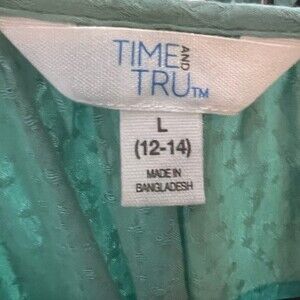 TIME AND
TRU™
L
(12-14)
MADE IN
BANGLADESH